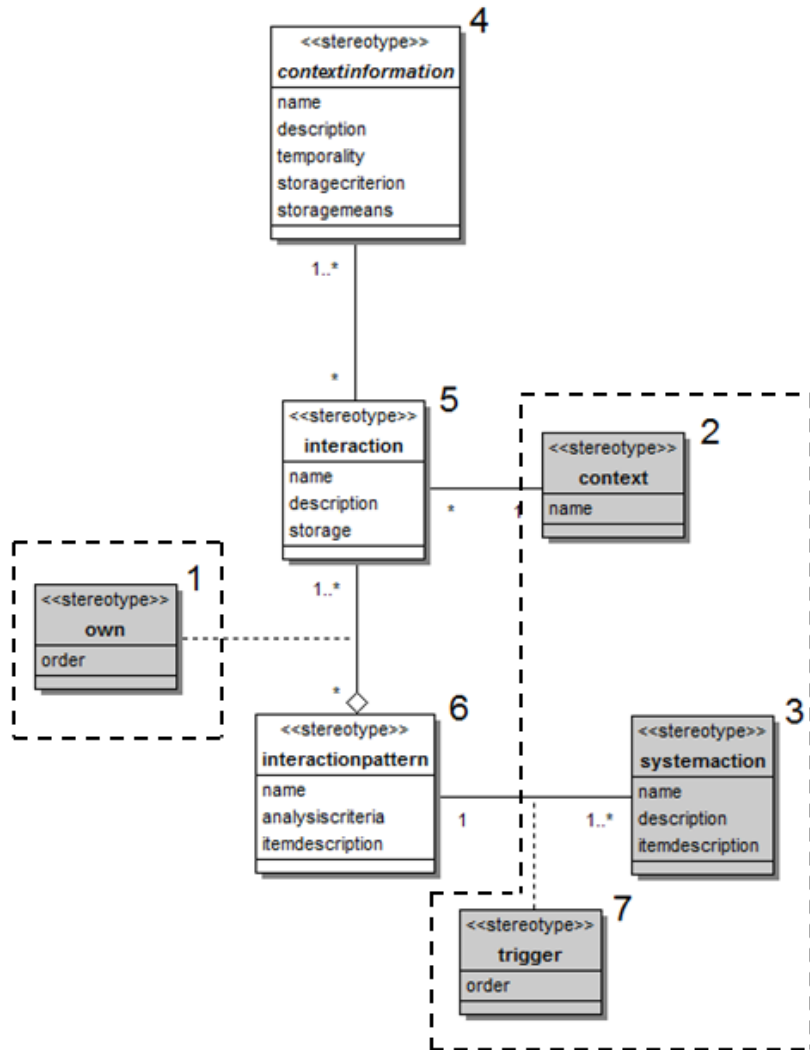 4
<<stereotype>>
contextinformation
name
description
temporality
storagecriterion
storagemeans
1..*
*
5
<<stereotype>>
interaction
name
description
storage
*
1
2
<<stereotype>>
context
name
1..*
1
<<stereotype>>
own
order
*
6
<<stereotype>>
interactionpattern
name
analysiscriteria
itemdescription
1
1..*
3
<<stereotype>>
systemaction
name
description
itemdescription
7
<<stereotype>>
trigger
order